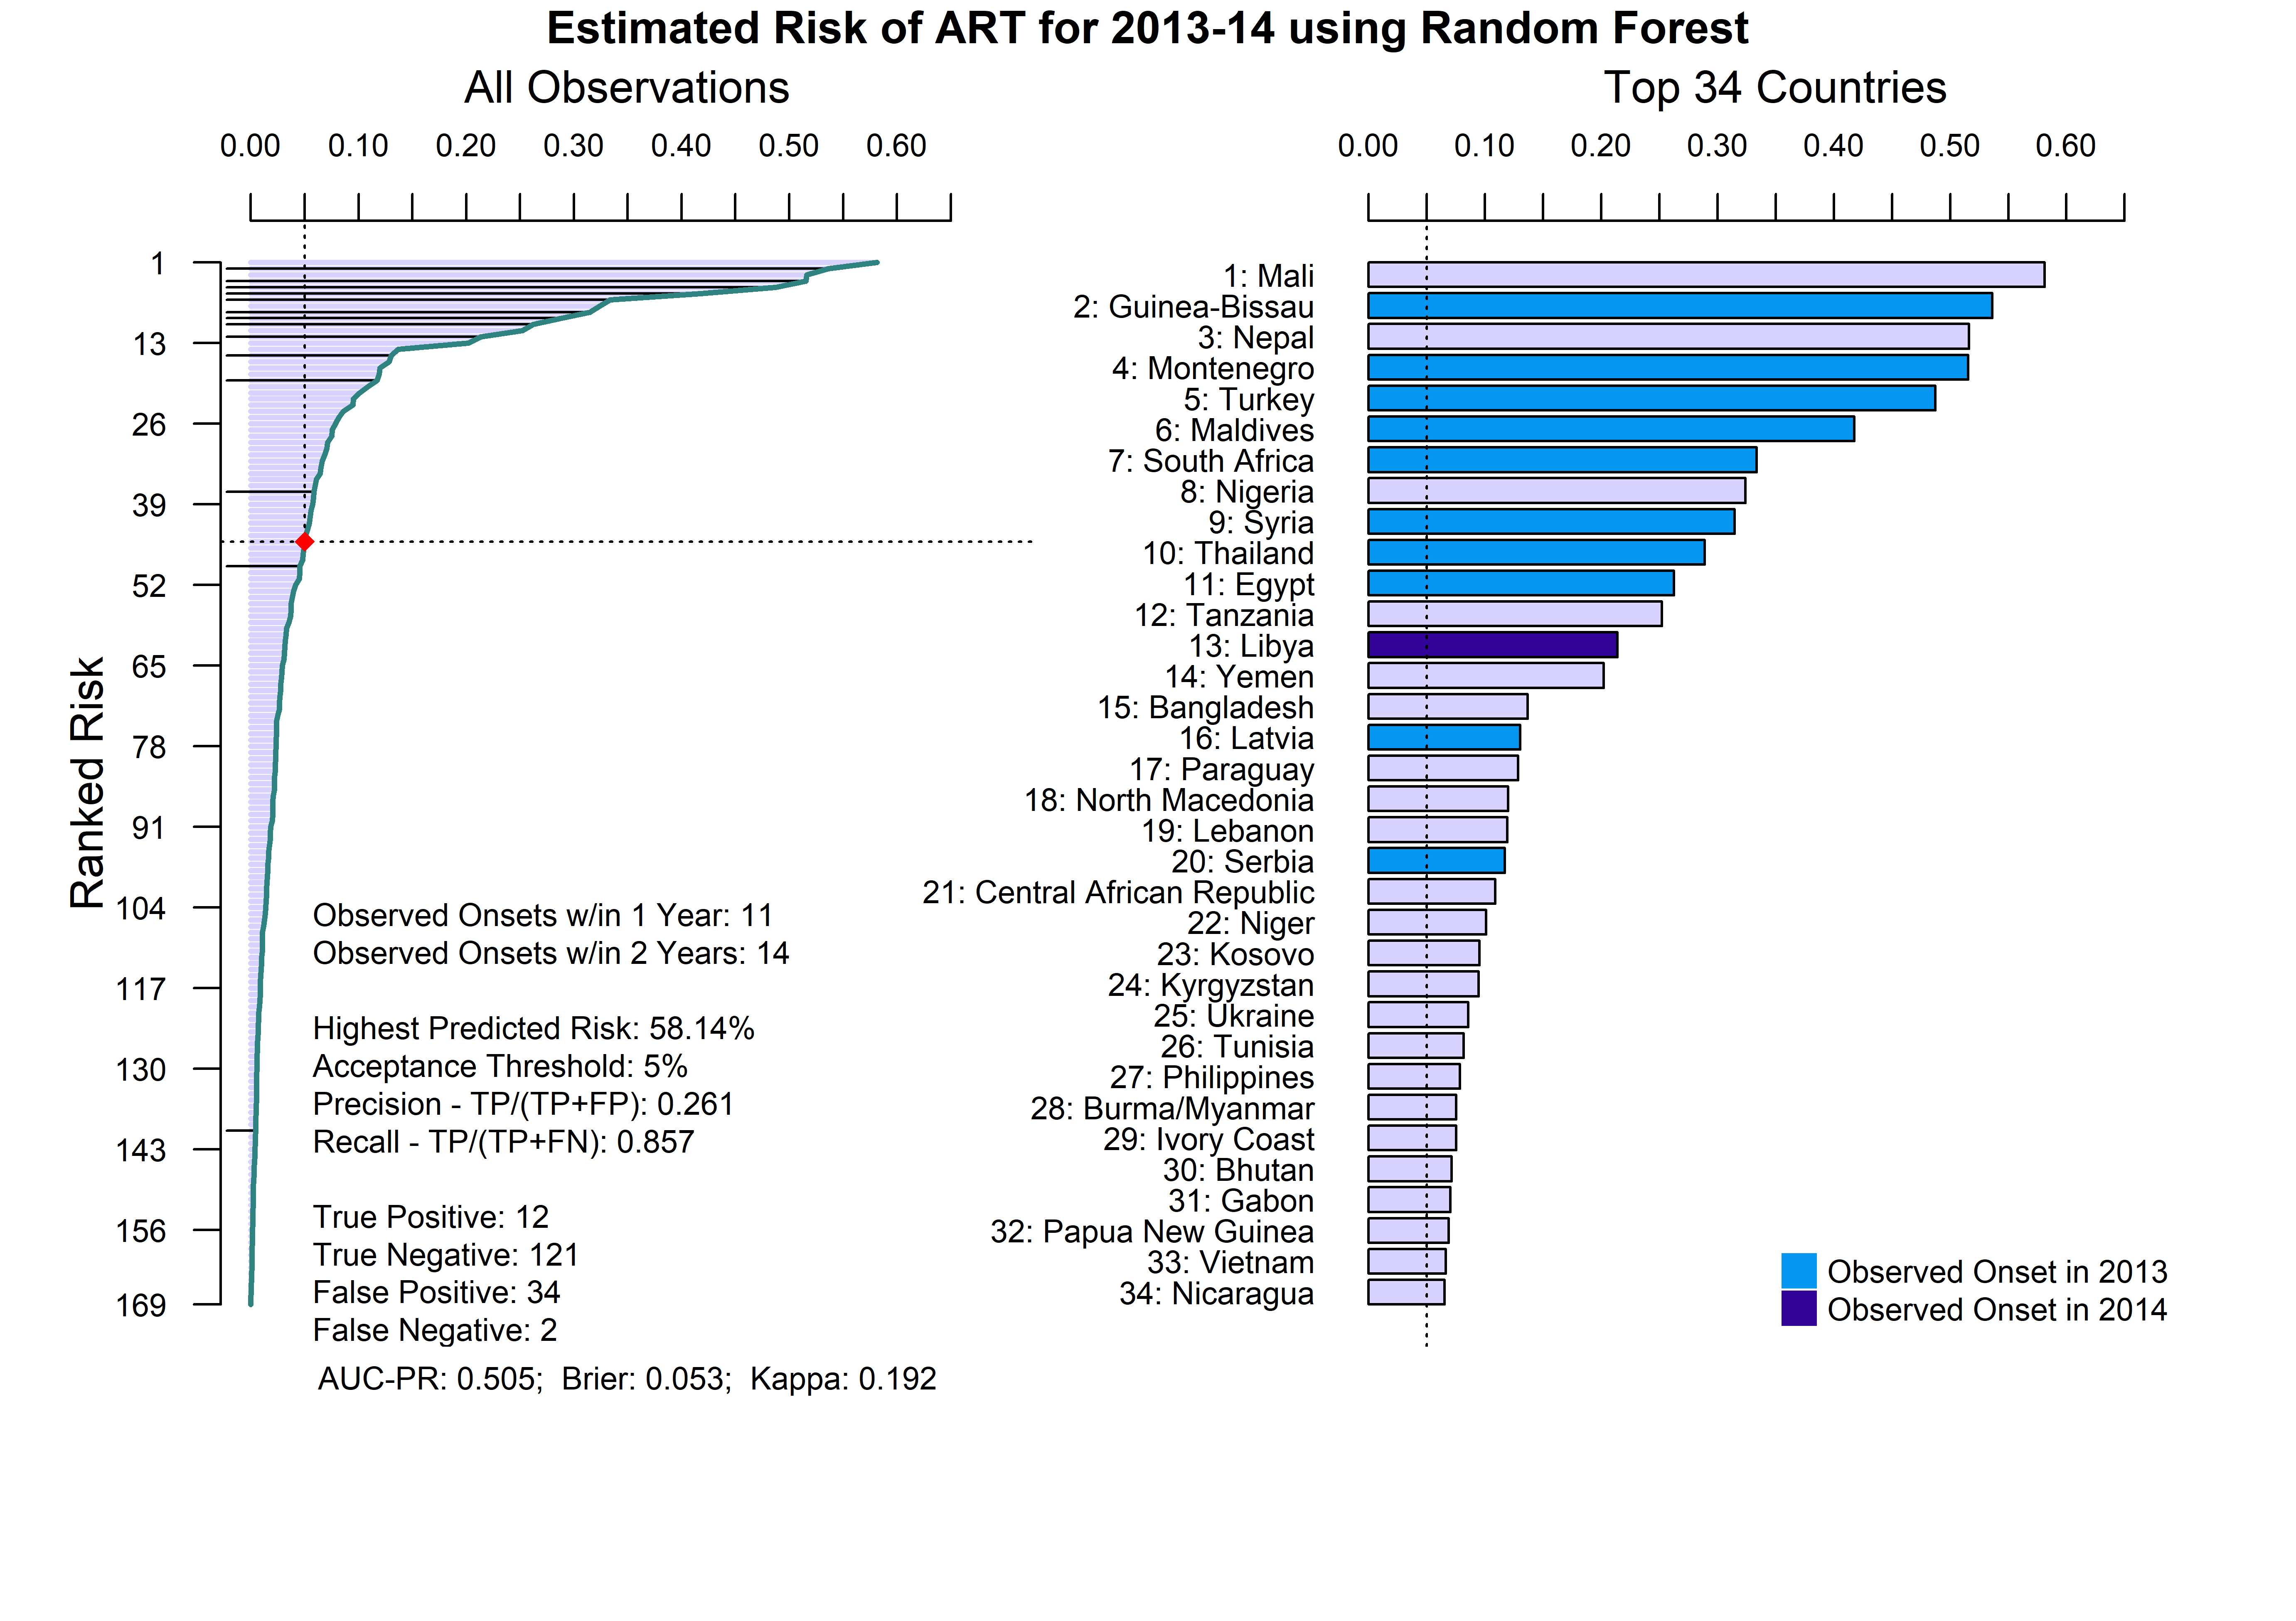 Estimated Risk of ART for 2013-14 using Random Forest
All Observations
0.00 0.10 0.20 0.30 0.40 0.50 0.60
Ranked Risk
1
13
26
39
52
65
78
91
104
117
130
143
156
169
Observed Onsets w/in 1 Year: 11
Observed Onsets w/in 2 Years: 14
Highest Predicted Risk: 58.14%
Acceptance Threshold: 5%
Precision - TP/(TP+FP): 0.261
Recall - TP/(TP+FN): 0.857
True Positive: 12
True Negative: 121
False Positive: 34
False Negative: 2
AUC-PR: 0.505; Brier: 0.053; Kappa: 0.192
Top 34 Countries
0.00 0.10 0.20 0.30 0.40 0.50 0.60
1: Mali
2: Guinea-Bissau
3: Nepal
4: Montenegro
5: Turkey
6: Maldives
7: South Africa
8: Nigeria
9: Syria
10: Thailand
11: Egypt
12: Tanzania
13: Libya
14: Yemen
15: Bangladesh
16: Latvia
17: Paraguay
18: North Macedonia
19: Lebanon
20: Serbia
21: Central African Republic
22: Niger
23: Kosovo
24: Kyrgyzstan
25: Ukraine
26: Tunisia
27: Philippines
28: Burma/Myanmar
29: Ivory Coast
30: Bhutan
31: Gabon
32: Papua New Guinea
33: Vietnam
34: Nicaragua
Observed Onset in 2013
Observed Onset in 2014